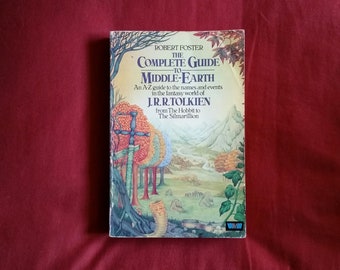 ROBERT FOSTER
THE
COMPLETE GUIDE
TO
MIDDLE-EARTH
An A-Z guide to the names and events
in the fantasy world of
J.R.R.TOLKIEN
from The Hobbit to
The Silmarillion